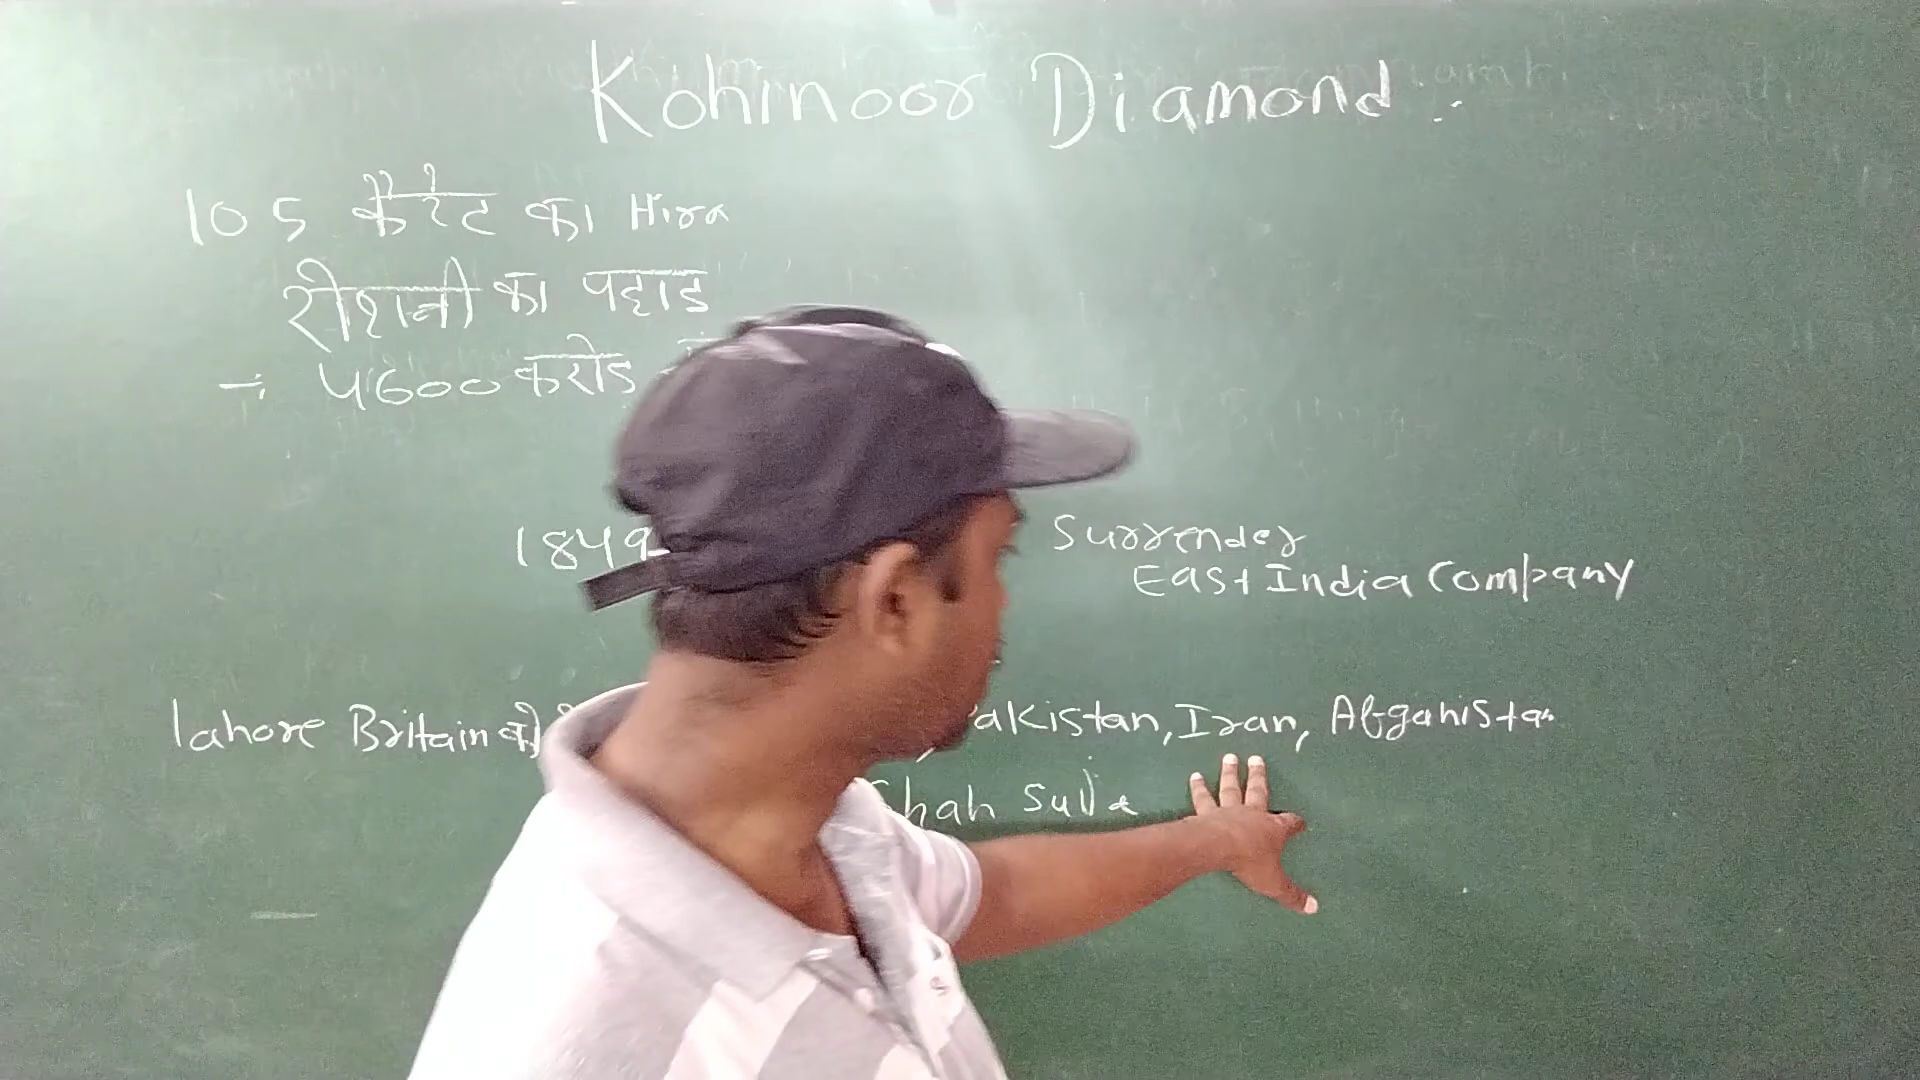 Kohinoor Diamond :
105 कैरेट का Hira
रोशनी का पहाड
4600 करोड
1849 Surrender
East India Company
lahore Britain को akistan, Iran, Afganistan
Shah Suja